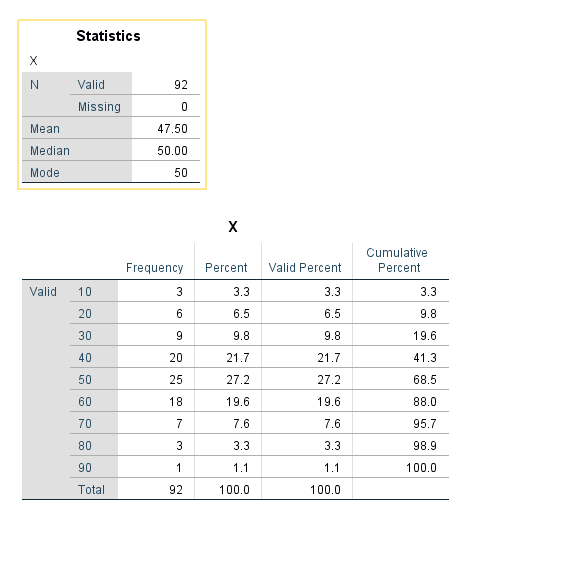 Statistics
X
N Valid 92
Missing 0
Mean 47.50
Median 50.00
Mode 50
X
Frequency Percent Valid Percent Cumulative Percent
Valid 10 3 3.3 3.3 3.3
20 6 6.5 6.5 9.8
30 9 9.8 9.8 19.6
40 20 21.7 21.7 41.3
50 25 27.2 27.2 68.5
60 18 19.6 19.6 88.0
70 7 7.6 7.6 95.7
80 3 3.3 3.3 98.9
90 1 1.1 1.1 100.0
Total 92 100.0 100.0